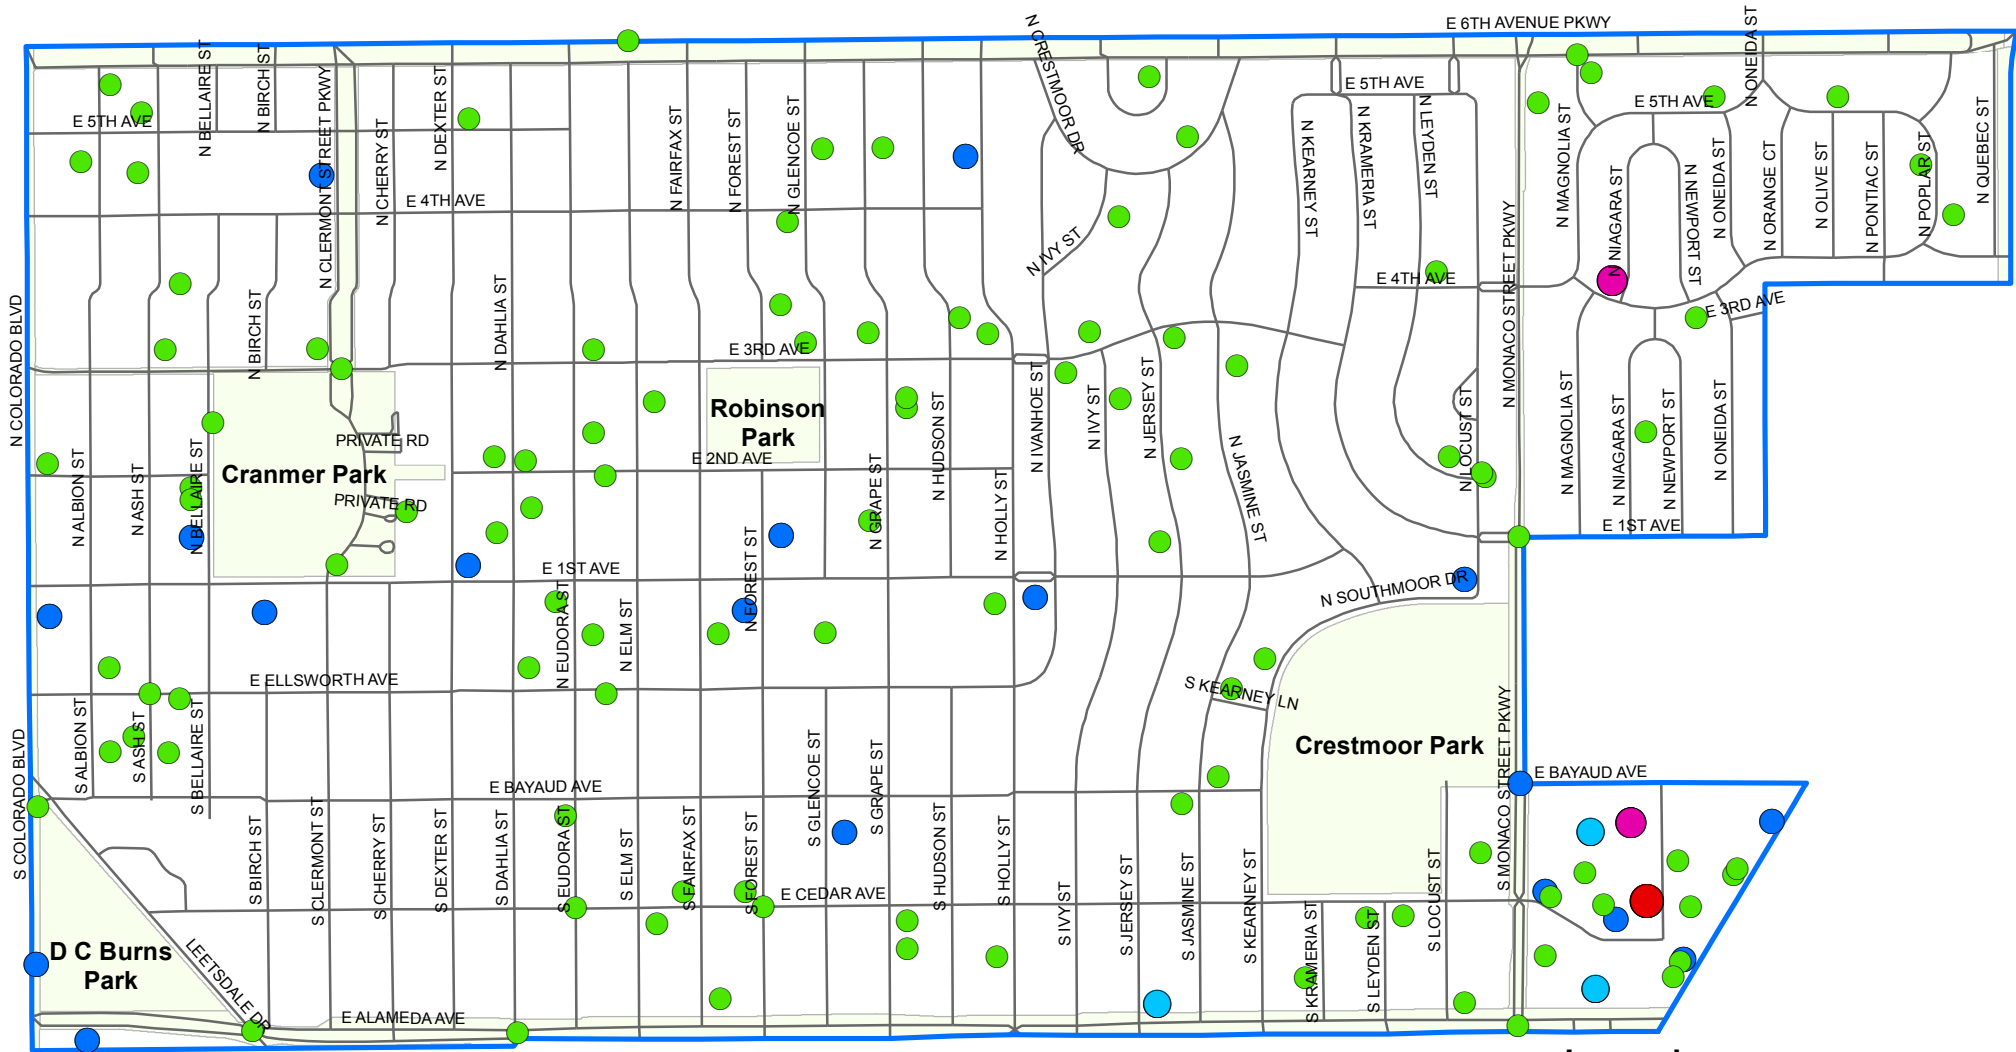 E 6TH AVENUE PKWY
N ONEIDA ST
N CRESTMOOR DR
N BELLAIRE ST
N BIRCH ST
N CLERMONT STREET PKWY
N DEXTER ST
E 5TH AVE
E 5TH AVE
E 5TH AVE
N CHERRY ST
N FAIRFAX ST
N FOREST ST
N GLENCOE ST
N KEARNEY ST
N KRAMERIA ST
N LEYDEN ST
N MAGNOLIA ST
N NIAGARA ST
N NEWPORT ST
N ONEIDA ST
N ORANGE CT
N OLIVE ST
N PONTIAC ST
N POPLAR ST
N QUEBEC ST
E 4TH AVE
N IVY ST
E 4TH AVE
N MONACO STREET PKWY
E 3RD AVE
N COLORADO BLVD
N BIRCH ST
N DAHLIA ST
E 3RD AVE
Robinson
Park
N IVANHOE ST
N IVY ST
N JERSEY ST
N JASMINE ST
N LOCUST ST
N MAGNOLIA ST
N NIAGARA ST
N NEWPORT ST
N ONEIDA ST
PRIVATE RD
Cranmer Park
PRIVATE RD
E 2ND AVE
N ALBION ST
N ASH ST
N BELLAIRE ST
N GRAPE ST
N HUDSON ST
N HOLLY ST
E 1ST AVE
E 1ST AVE
N SOUTHMOOR DR
N EUDORA ST
N ELM ST
N FOREST ST
E ELLSWORTH AVE
S KEARNEY LN
S COLORADO BLVD
S ALBION ST
S ASH ST
S BELLAIRE ST
Crestmoor Park
S MONACO STREET PKWY
E BAYAUD AVE
E BAYAUD AVE
S GLENCOE ST
S GRAPE ST
S BIRCH ST
S CLERMONT ST
S CHERRY ST
S DEXTER ST
S DAHLIA ST
S EUDORA ST
S ELM ST
S FAIRFAX ST
S FOREST ST
E CEDAR AVE
S HUDSON ST
S HOLLY ST
S IVY ST
S JERSEY ST
S JASMINE ST
S KEARNEY ST
S KRAMERIA ST
S LEYDEN ST
S LOCUST ST
D C Burns
Park
LEETSDALE DR
E ALAMEDA AVE